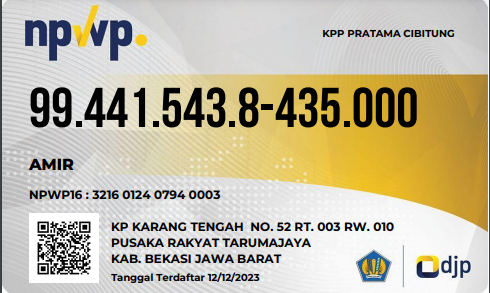 npwp.
KPP PRATAMA CIBITUNG
99.441.543.8-435.000
AMIR
NPWP16 : 3216 0124 0794 0003
KP KARANG TENGAH NO. 52 RT. 003 RW. 010
PUSAKA RAKYAT TARUMAJAYA
KAB. BEKASI JAWA BARAT
Tanggal Terdaftar 12/12/2023
djp